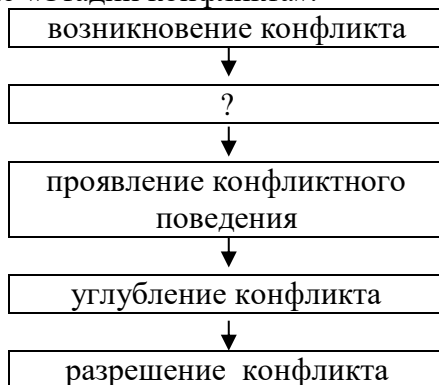 возникновение конфликта
?
проявление конфликтного
поведения
углубление конфликта
разрешение конфликта